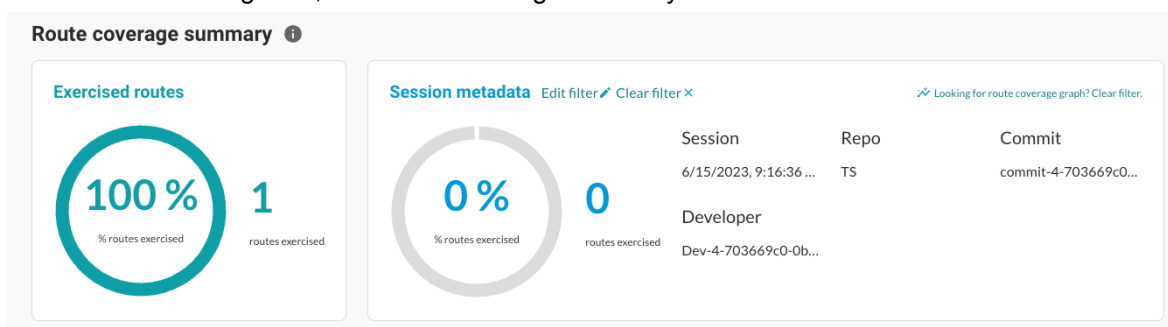 Route coverage summary
Exercised routes
100 %
% routes exercised
1
routes exercised
Session metadata Edit filter Clear filter ×
Looking for route coverage graph? Clear filter.
0 %
% routes exercised
0
routes exercised
Session
6/15/2023, 9:16:36 ...
Repo
TS
Commit
commit-4-703669c0...
Developer
Dev-4-703669c0-0b...